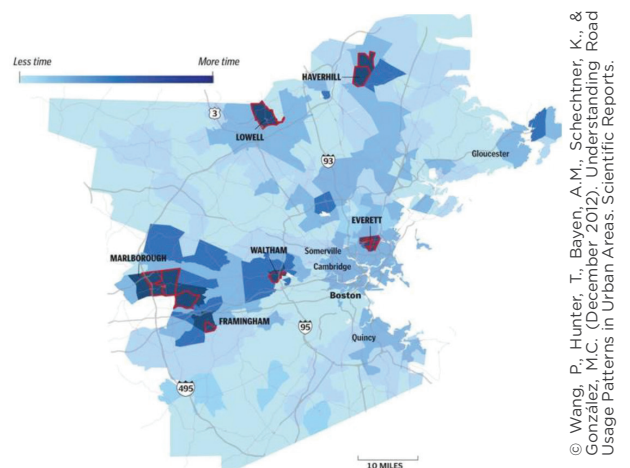 Less time
More time
HAVERHILL
3
LOWELL
93
Gloucester
EVERETT
MARLBOROUGH
WALTHAM
Somerville
Cambridge
Boston
FRAMINGHAM
95
Quincy
495
10 MILES
© Wang, P., Hunter, T., Bayen, A.M., Schechtner, K., &
González, M.C. (December 2012). Understanding Road
Usage Patterns in Urban Areas. Scientific Reports.